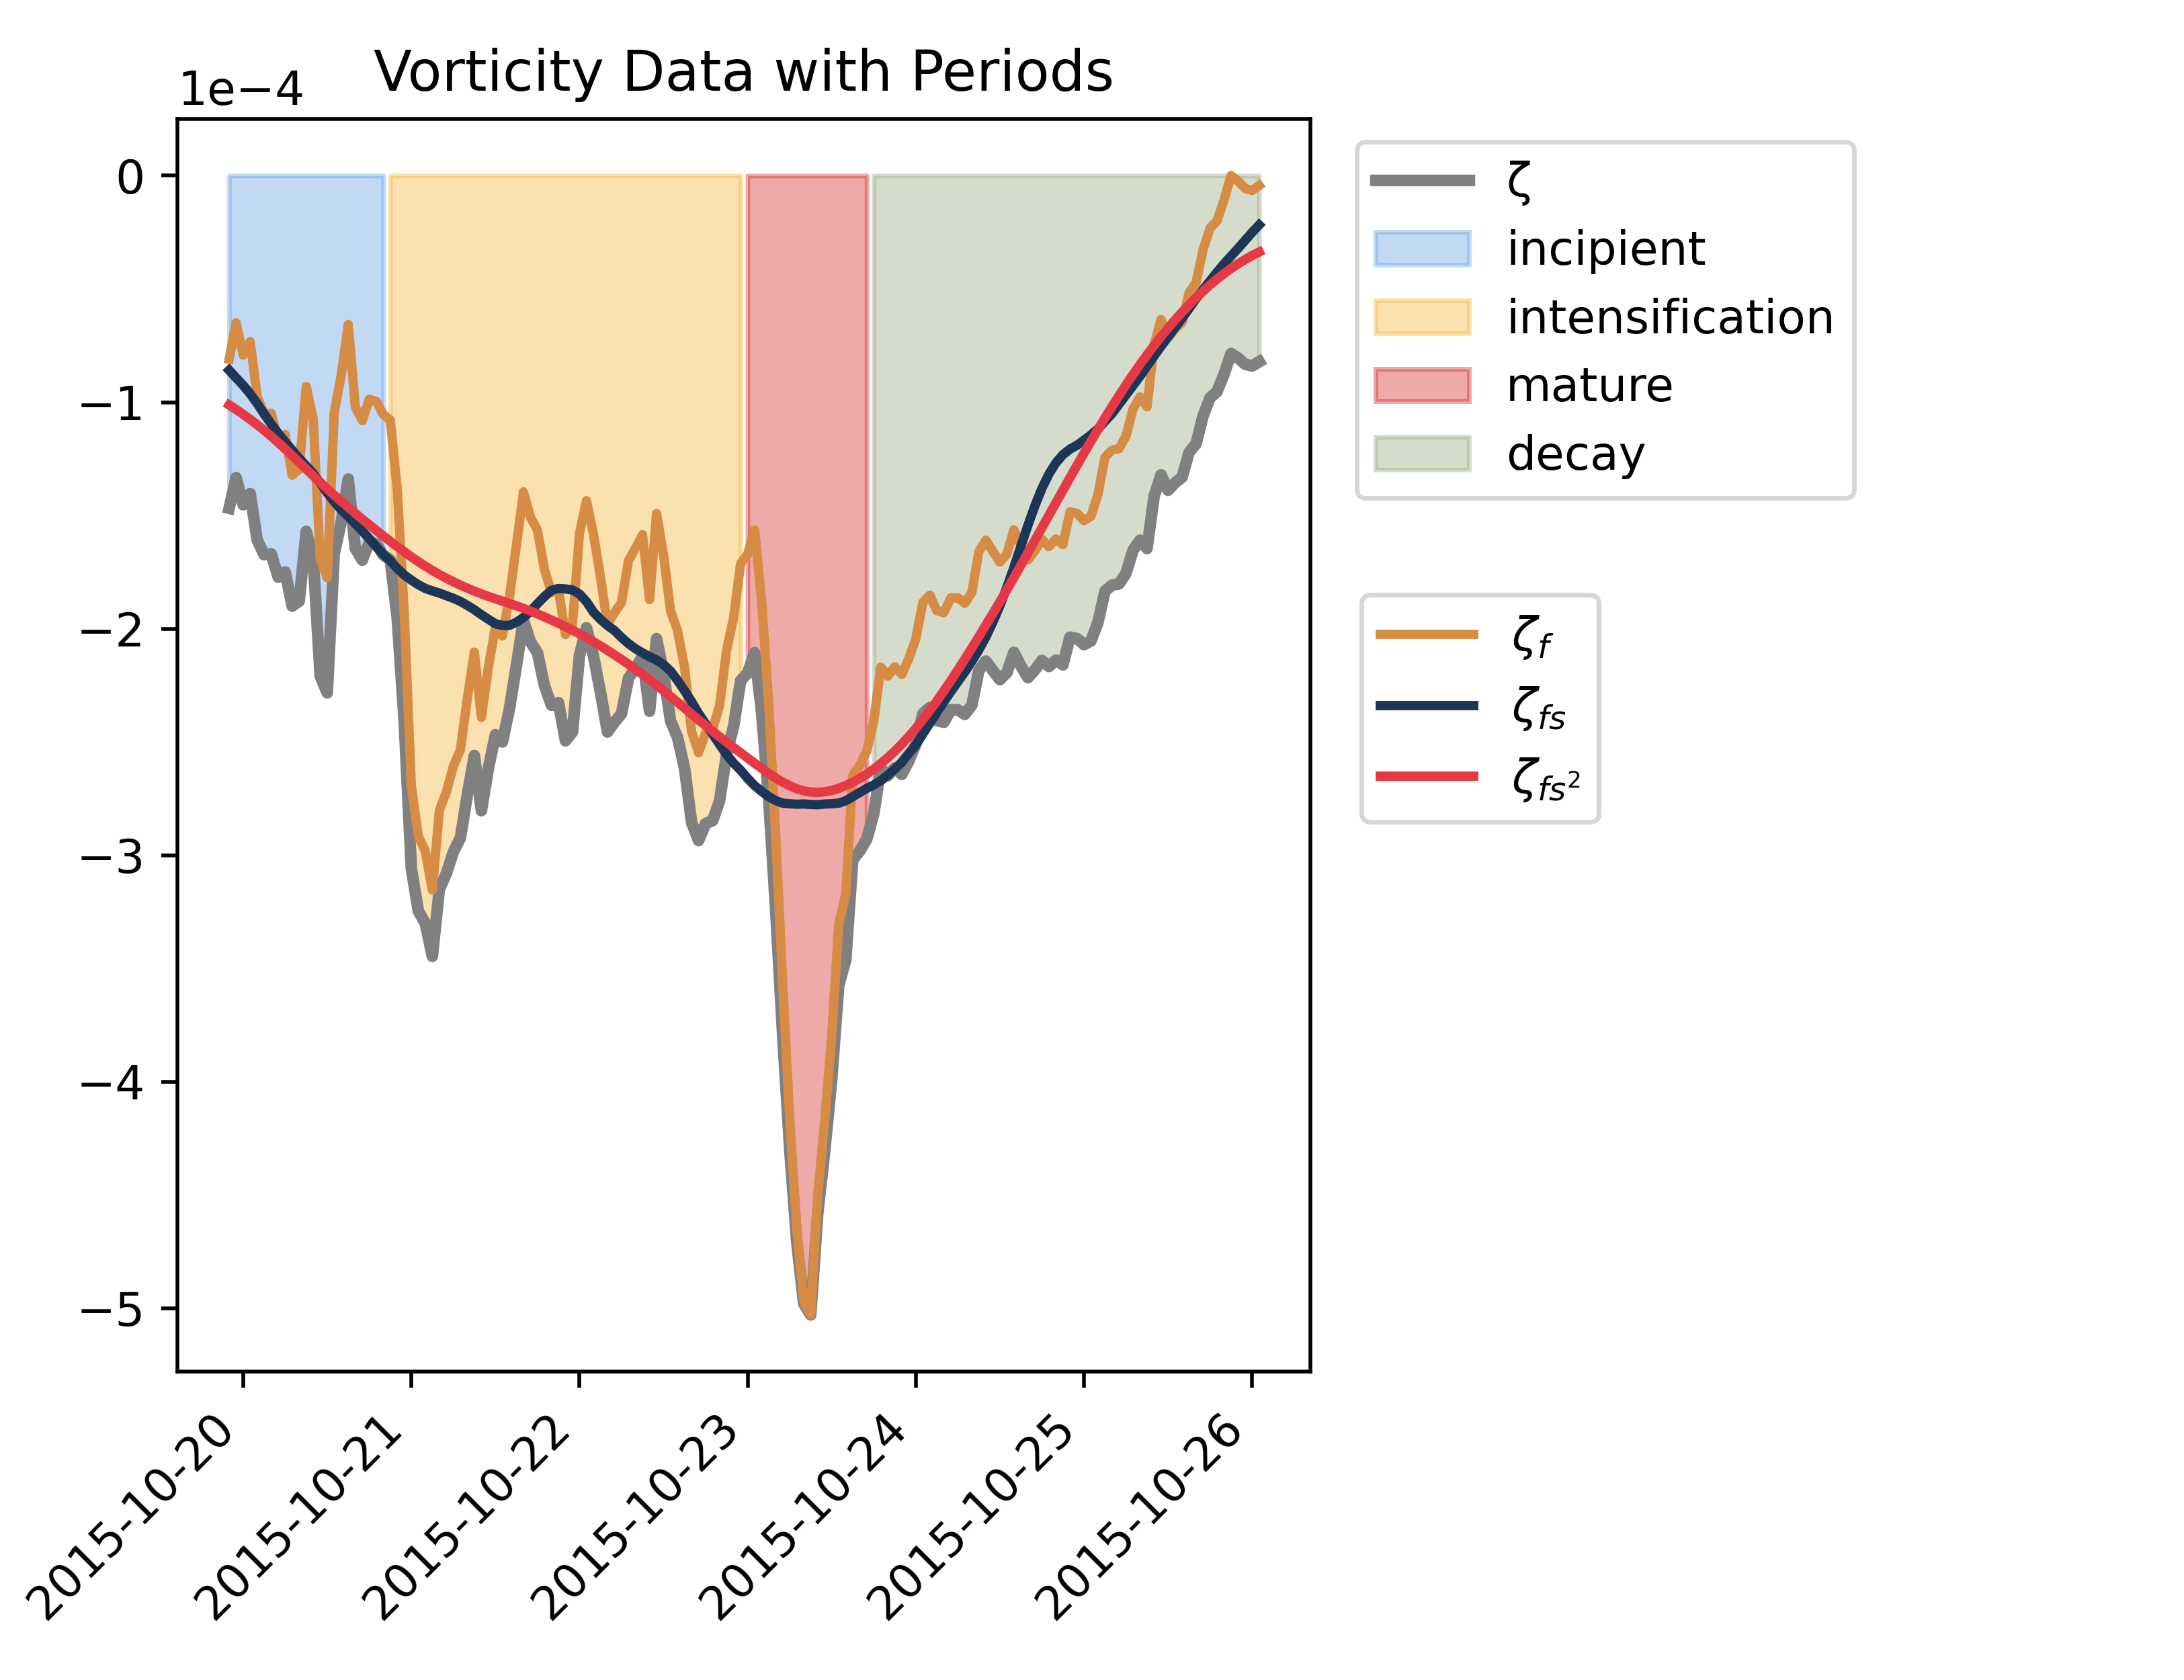 Vorticity Data with Periods
1e−4
0
−1
−2
−3
−4
−5
2015-10-20
2015-10-21
2015-10-22
2015-10-23
2015-10-24
2015-10-25
2015-10-26
ζ
incipient
intensification
mature
decay
ζf
ζfs
ζfs²